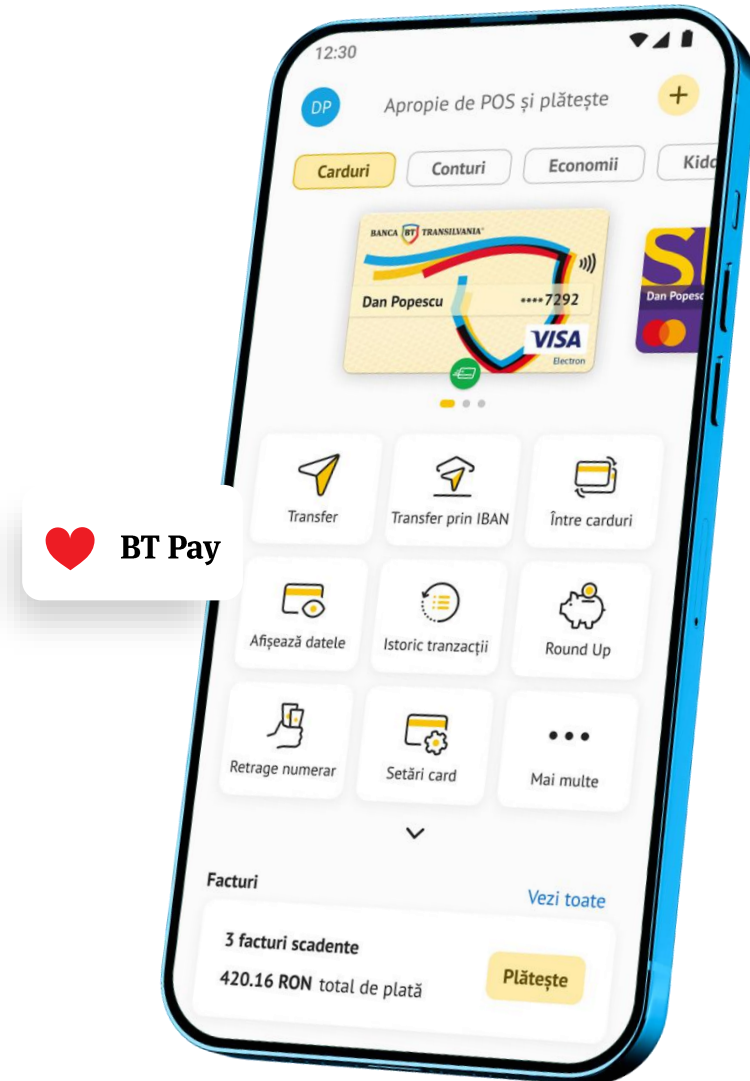 12:30
DP
Apropie de POS și plătește
+
Carduri
Conturi
Economii
BANCA BT TRANSILVANIA
Dan Popescu
••••7292
VISA
Electron
Dan Popesc
Transfer
Transfer prin IBAN
Între carduri
BT Pay
Afișează datele
Istoric tranzacții
Round Up
Retrage numerar
Setări card
Mai multe
Facturi
Vezi toate
3 facturi scadente
420.16 RON total de plată
Plătește